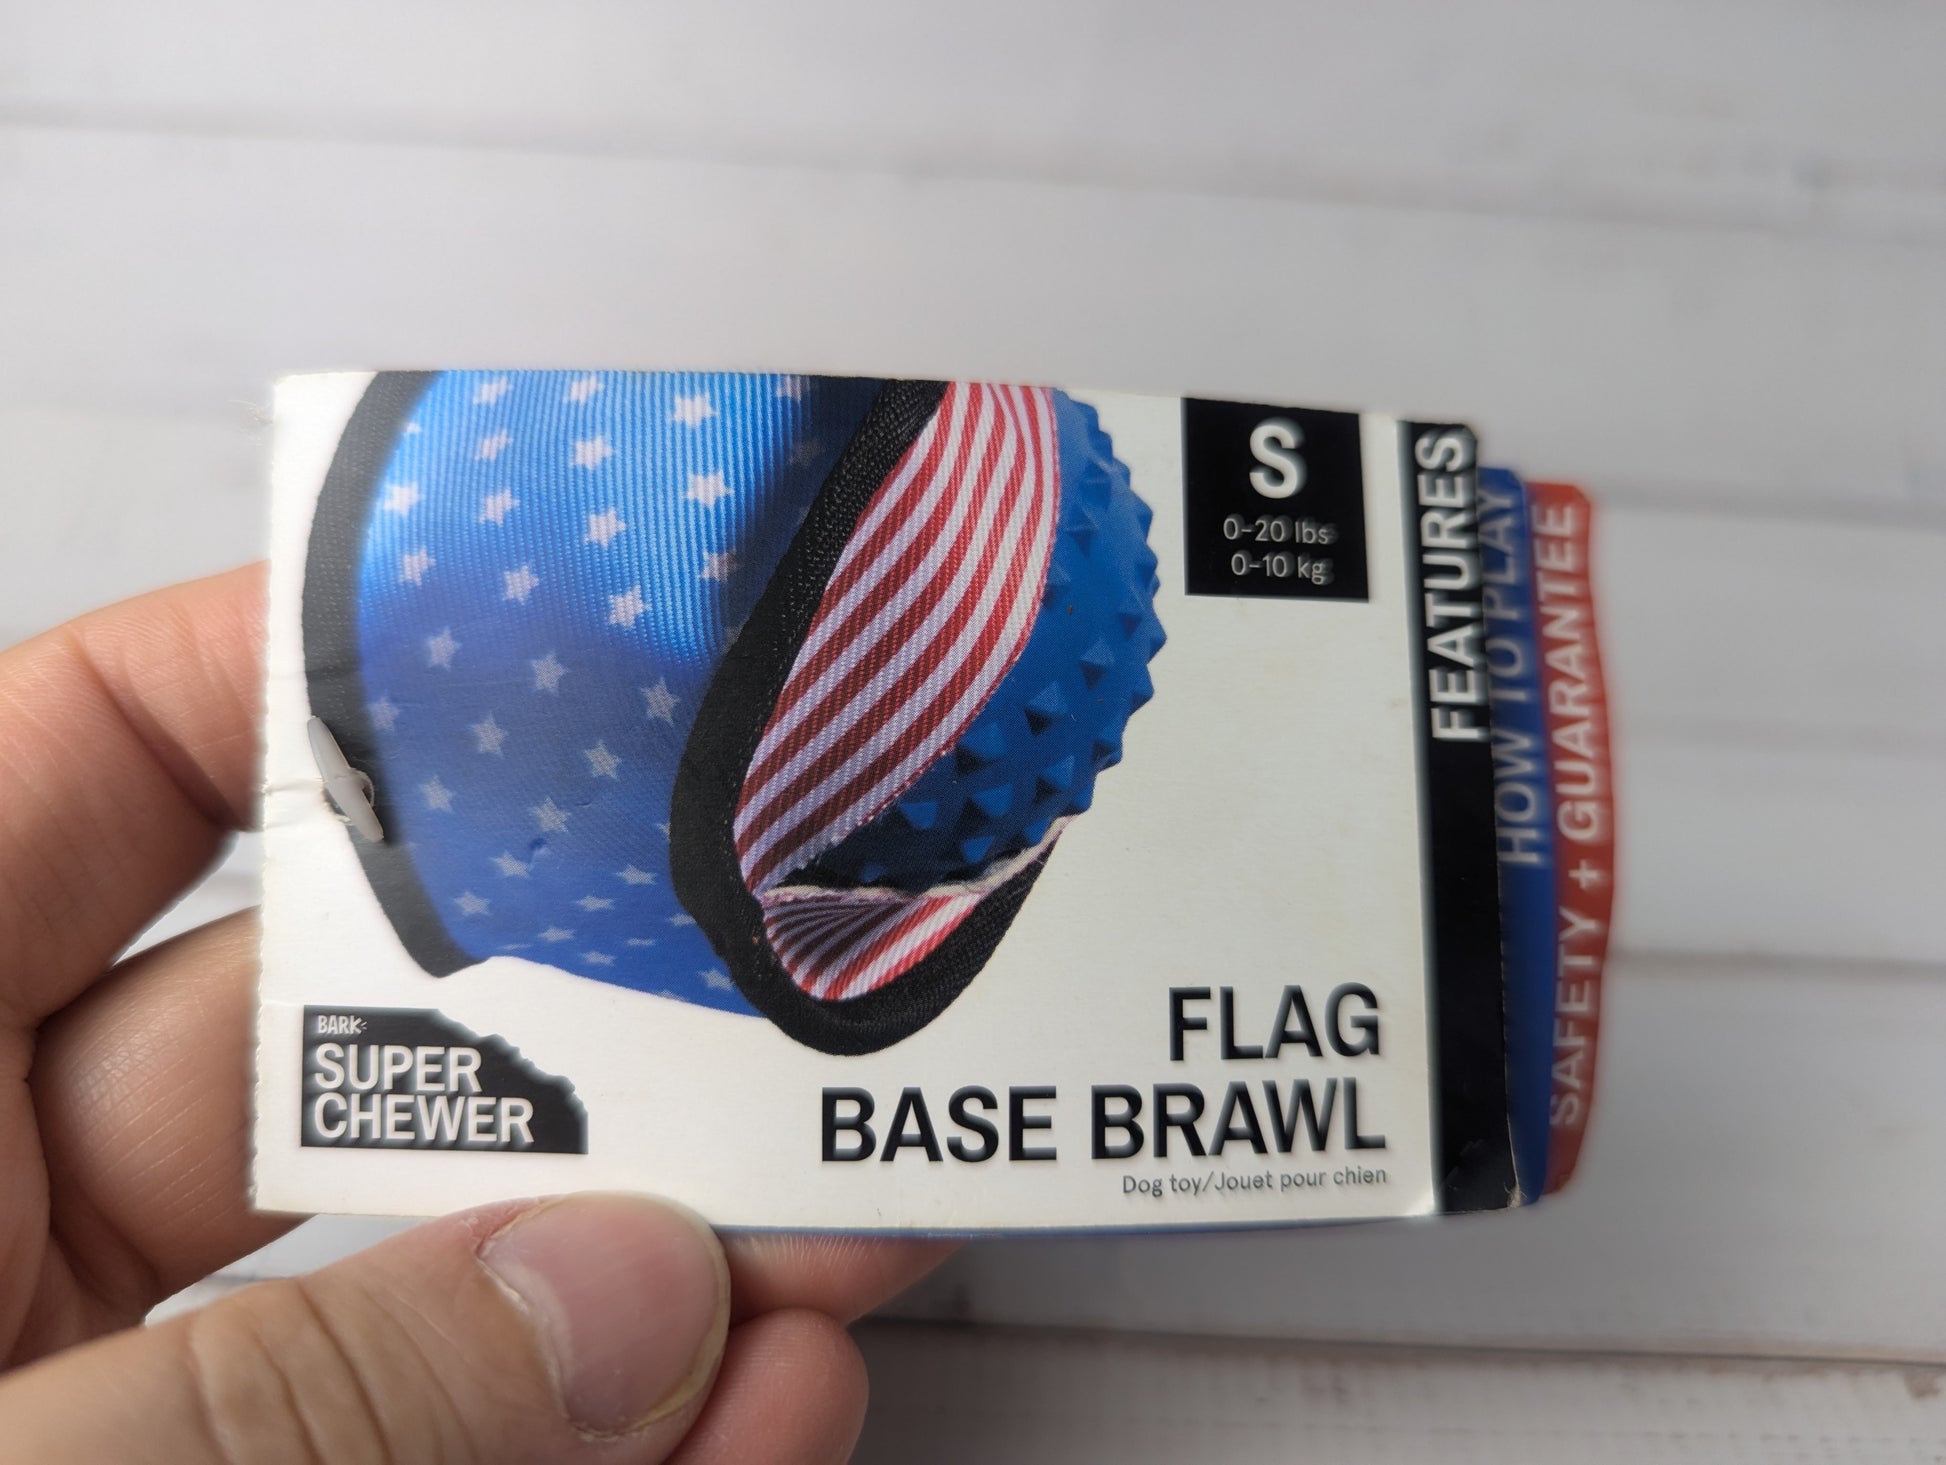 S
0-20 lbs
0-10 kg
FEATURES
HOW TO PLAY
SAFETY + GUARANTEE
BARK
SUPER
CHEWER
FLAG
BASE BRAWL
Dog toy/Jouet pour chien